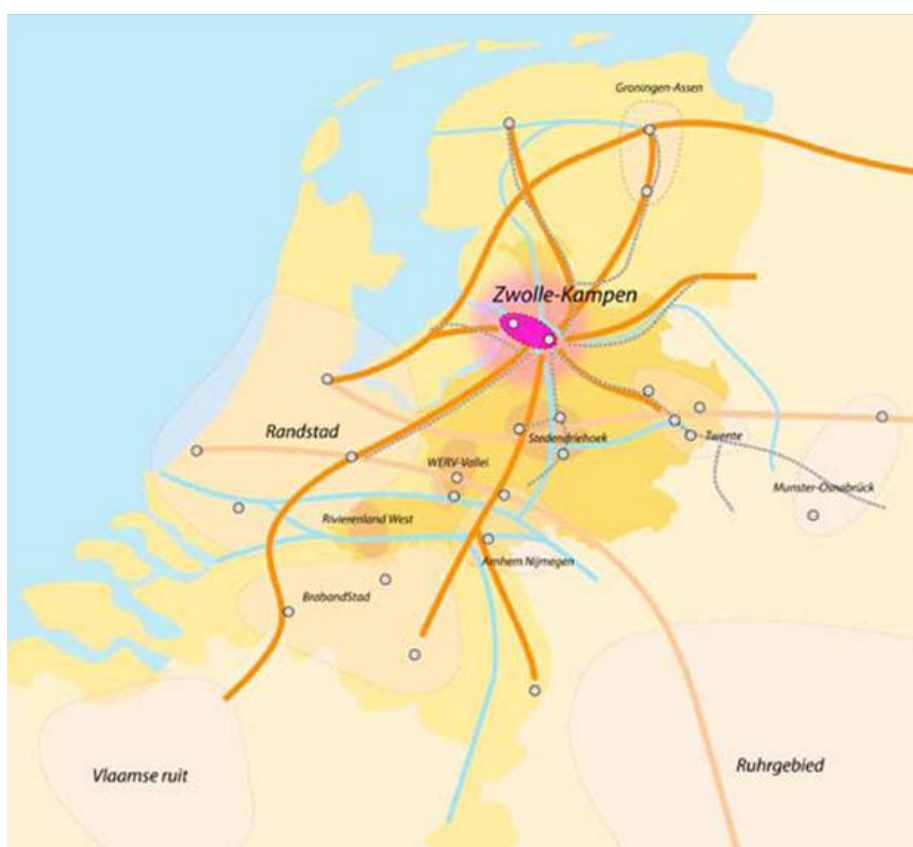 Groningen-Assen
Zwolle-Kampen
Randstad
Stedendriehoek
Twente
WERV-Vallei
Munster-Osnabrück
Rivierenland West
Arnhem Nijmegen
BrabandStad
Vlaamse ruit
Ruhrgebied